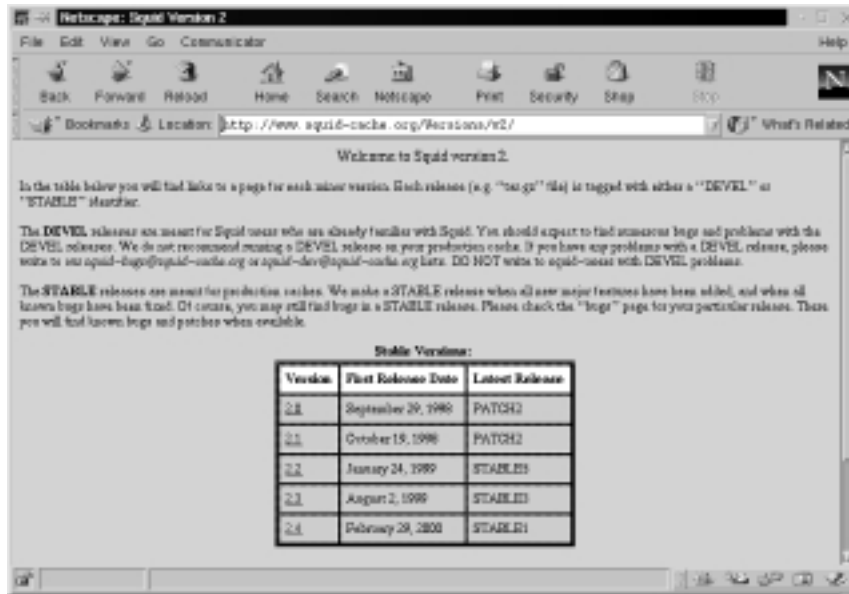 Netscape: Squid Version 2
File Edit View Go Communicator Help
Back Forward Reload Home Search Netscape Print Security Shop Stop
Bookmarks Location: http://www.squid-cache.org/Versions/v2/ What's Related
Welcome to Squid version 2.
In the table below you will find links to a page for each minor version. Each release (e.g. "tar.gz" file) is tagged with either a "DEVEL" or
"STABLE" identifier.
The DEVEL releases are meant for Squid users who are already familiar with Squid. You should expect to find numerous bugs and problems with the
DEVEL releases. We do not recommend running a DEVEL release on your production cache. If you have any problems with a DEVEL release, please
write to our squid-bugs@squid-cache.org or squid-dev@squid-cache.org lists. DO NOT write to squid-users with DEVEL problems.
The STABLE releases are meant for production caches. We make a STABLE release when all new major features have been added, and when all
known bugs have been fixed. Of course, you may still find bugs in a STABLE release. Please check the "bugs" page for your particular release. There
you will find known bugs and patches when available.
Stable Versions:
Version First Release Date Latest Release
2.0 September 29, 1998 PATCH2
2.1 October 19, 1998 PATCH2
2.2 January 24, 1999 STABLE5
2.3 August 2, 1999 STABLE3
2.4 February 29, 2000 STABLE1